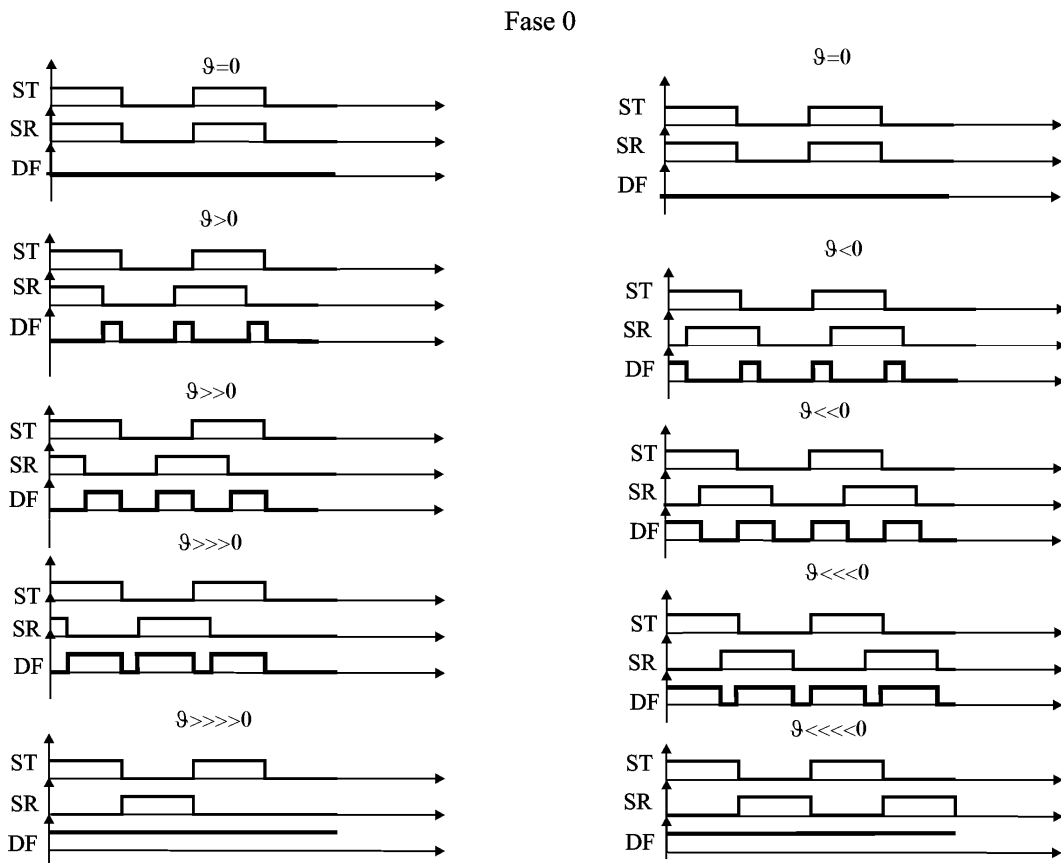 Fase 0
ϑ=0
ST
SR
DF
ϑ>0
ST
SR
DF
ϑ>>0
ST
SR
DF
ϑ>>>0
ST
SR
DF
ϑ>>>>0
ST
SR
DF
ϑ=0
ST
SR
DF
ϑ<0
ST
SR
DF
ϑ<<0
ST
SR
DF
ϑ<<<0
ST
SR
DF
ϑ<<<<0
ST
SR
DF